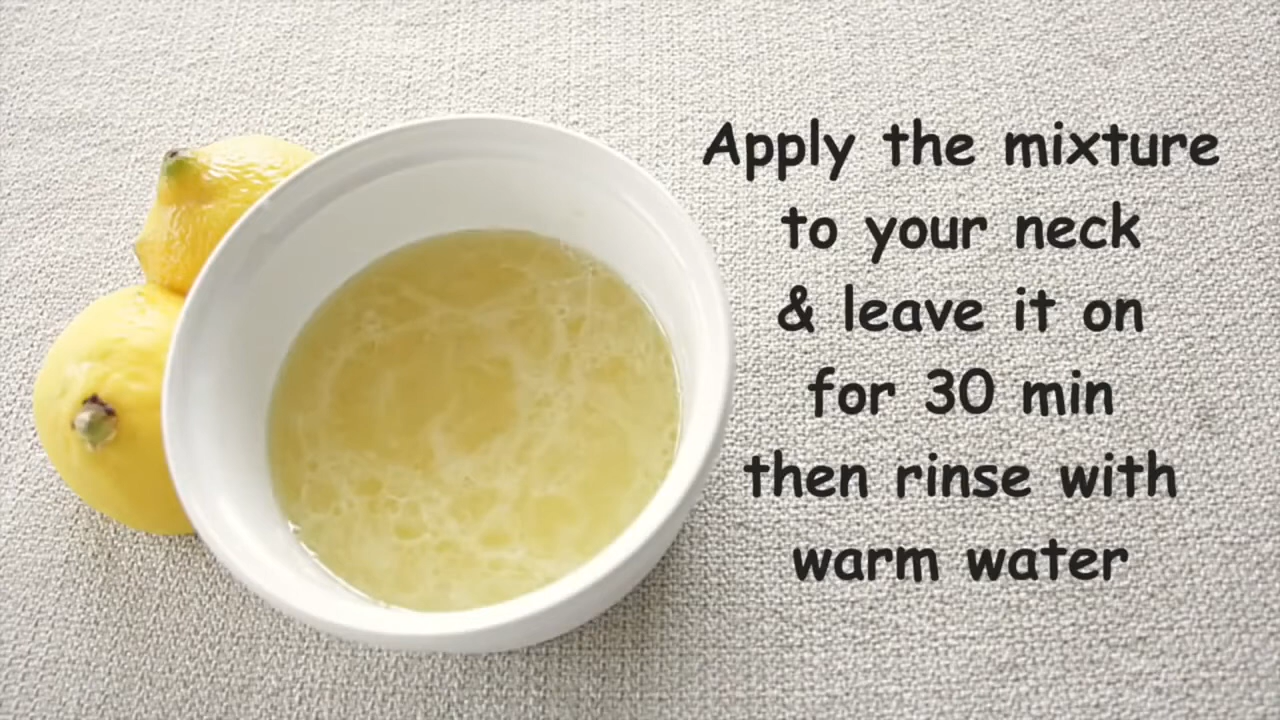 Apply the mixture
to your neck
& leave it on
for 30 min
then rinse with
warm water